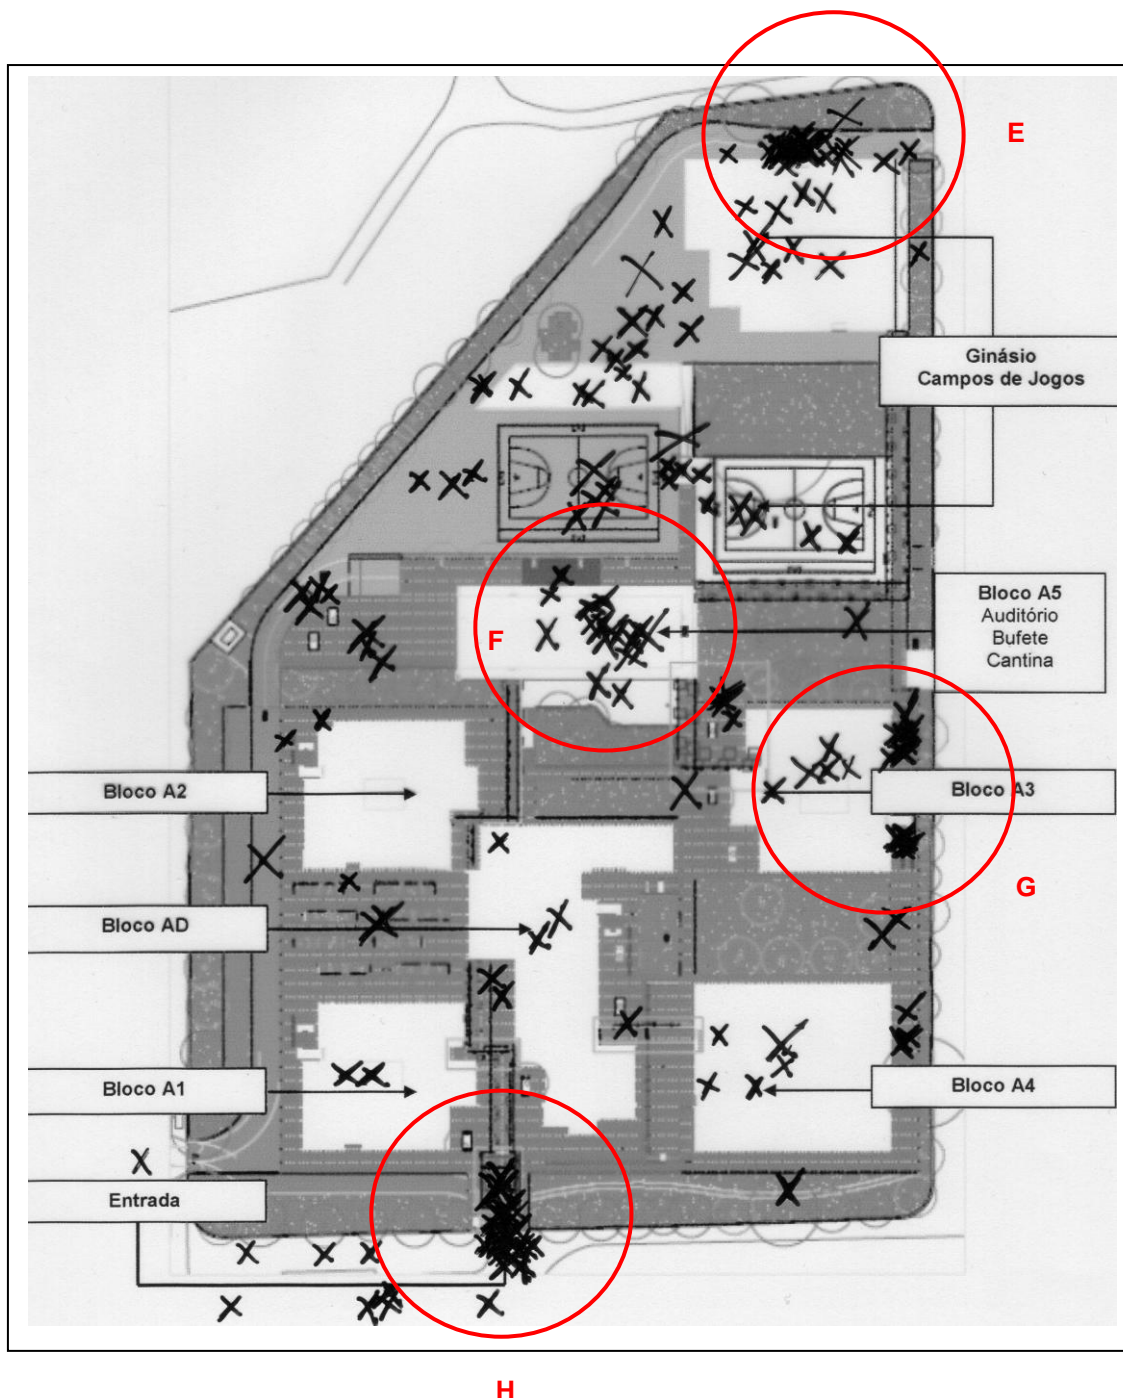 E
Ginásio
Campos de Jogos
Bloco A5
Auditório
Bufete
Cantina
F
Bloco A2
Bloco A3
G
Bloco AD
Bloco A1
Bloco A4
Entrada
H